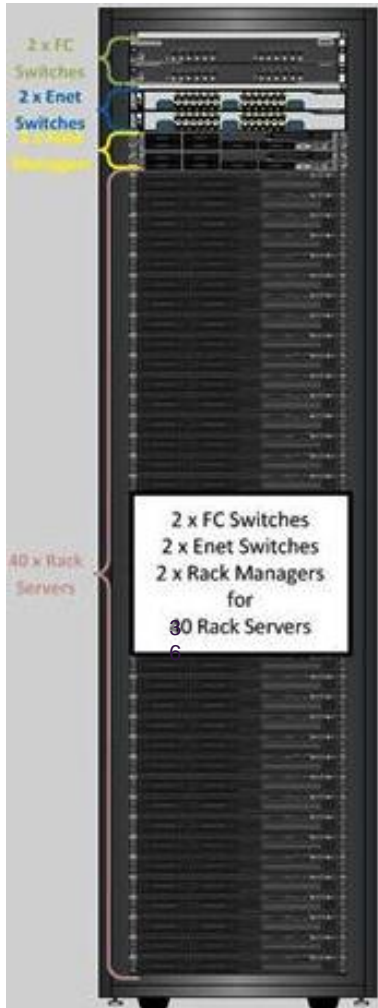 2 x FC
Switches
2 x Enet
Switches
Managers
40 x Rack
Servers
2 x FC Switches
2 x Enet Switches
2 x Rack Managers
for
Rack Servers